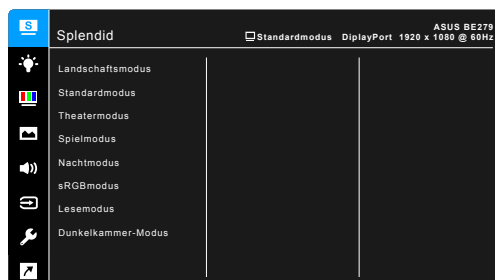 S
Splendid
ASUS BE279
Standardmodus DiplayPort 1920 x 1080 @ 60Hz
Landschaftsmodus
Standardmodus
Theatermodus
Spielmodus
Nachtmodus
sRGBmodus
Lesemodus
Dunkelkammer-Modus